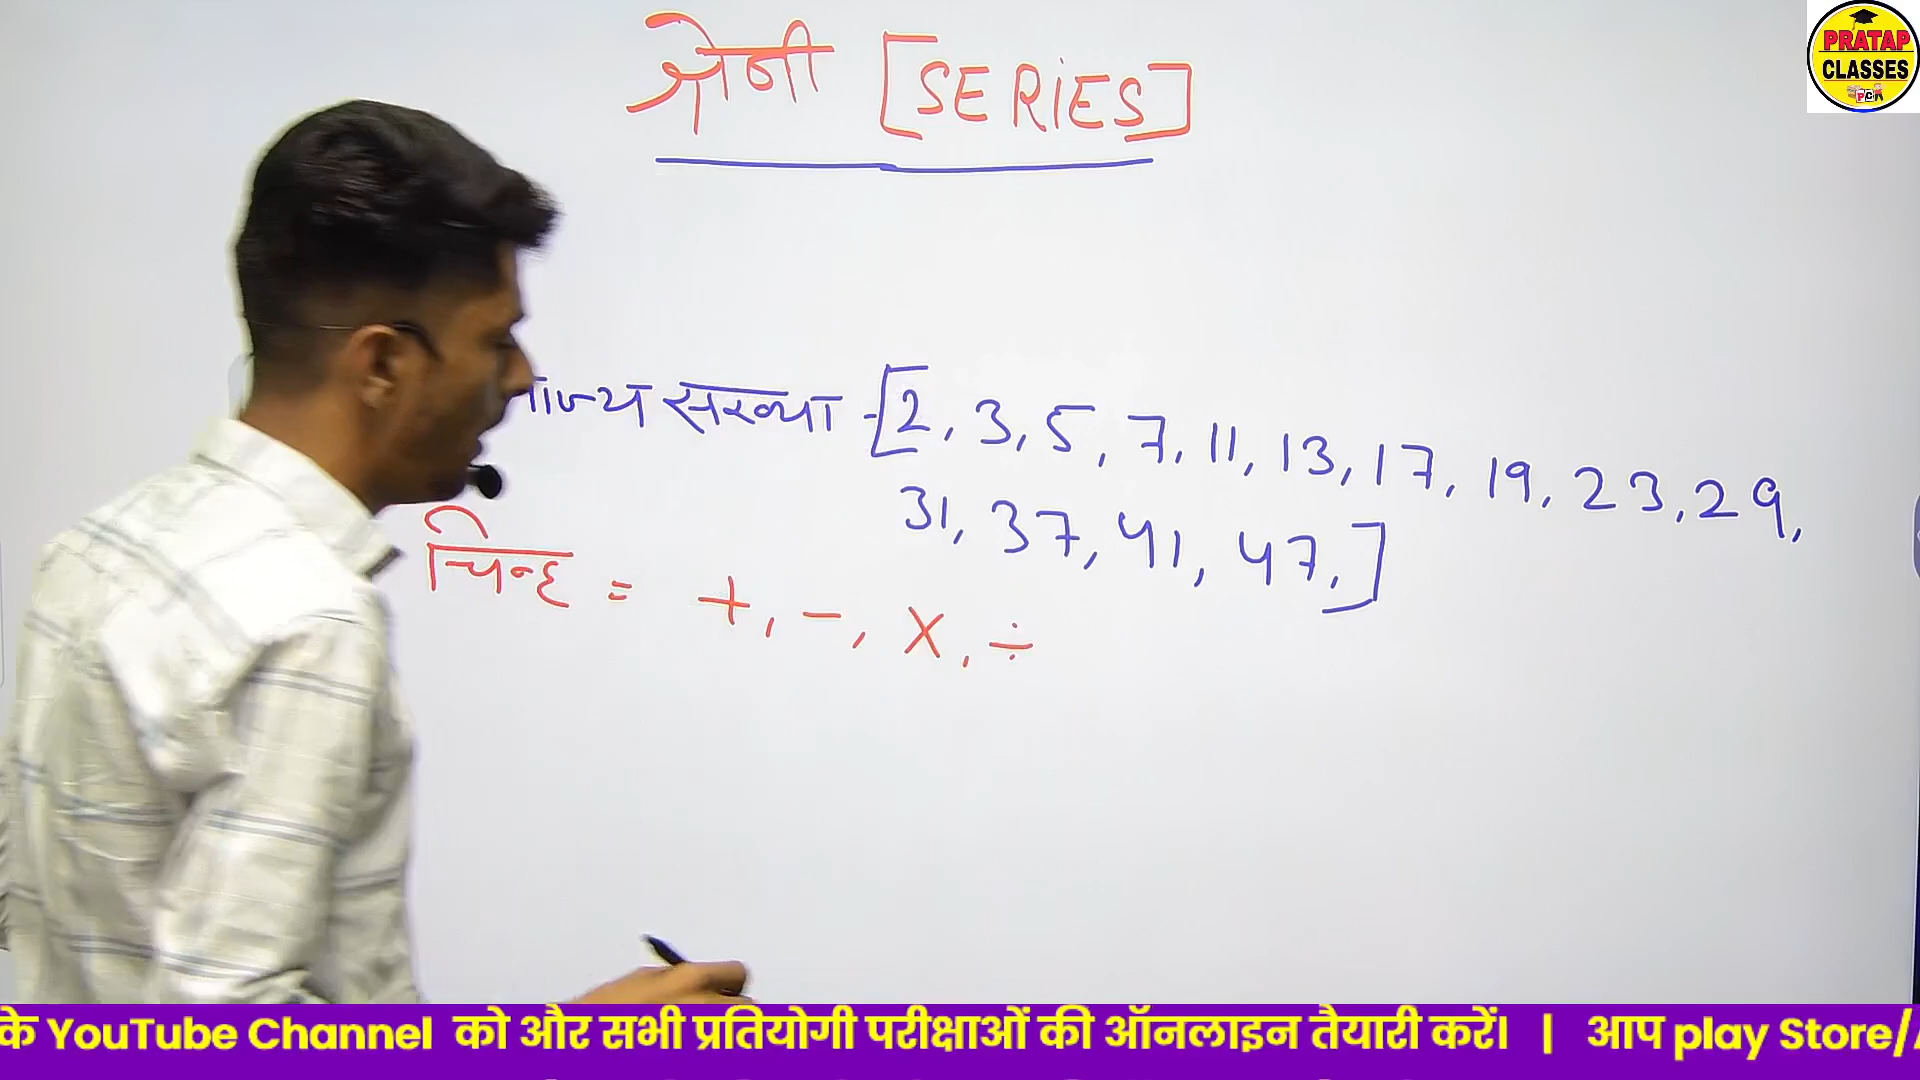 श्रेनी [SERIES]
PRATAP
CLASSES
संख्या - [2, 3, 5, 7, 11, 13, 17, 19, 23, 29,
31, 37, 41, 47,]
चिन्ह = +, -, X, ÷
के YouTube Channel को और सभी प्रतियोगी परीक्षाओं की ऑनलाइन तैयारी करें। | आप play Store/